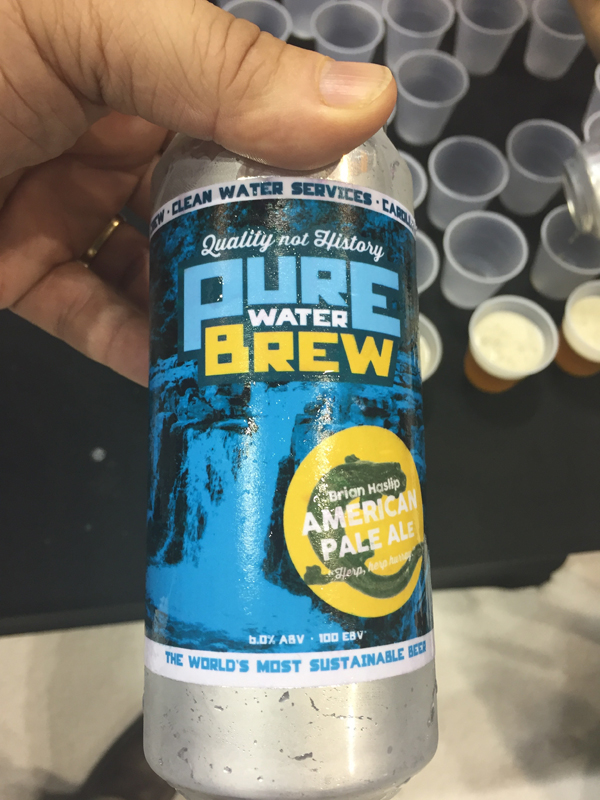 · CLEAN WATER SERVICES ·
Quality not History
PURE
WATER
BREW
Brian Haslip
AMERICAN
PALE ALE
6.0% ABV · 100 EBV
THE WORLD'S MOST SUSTAINABLE BEER